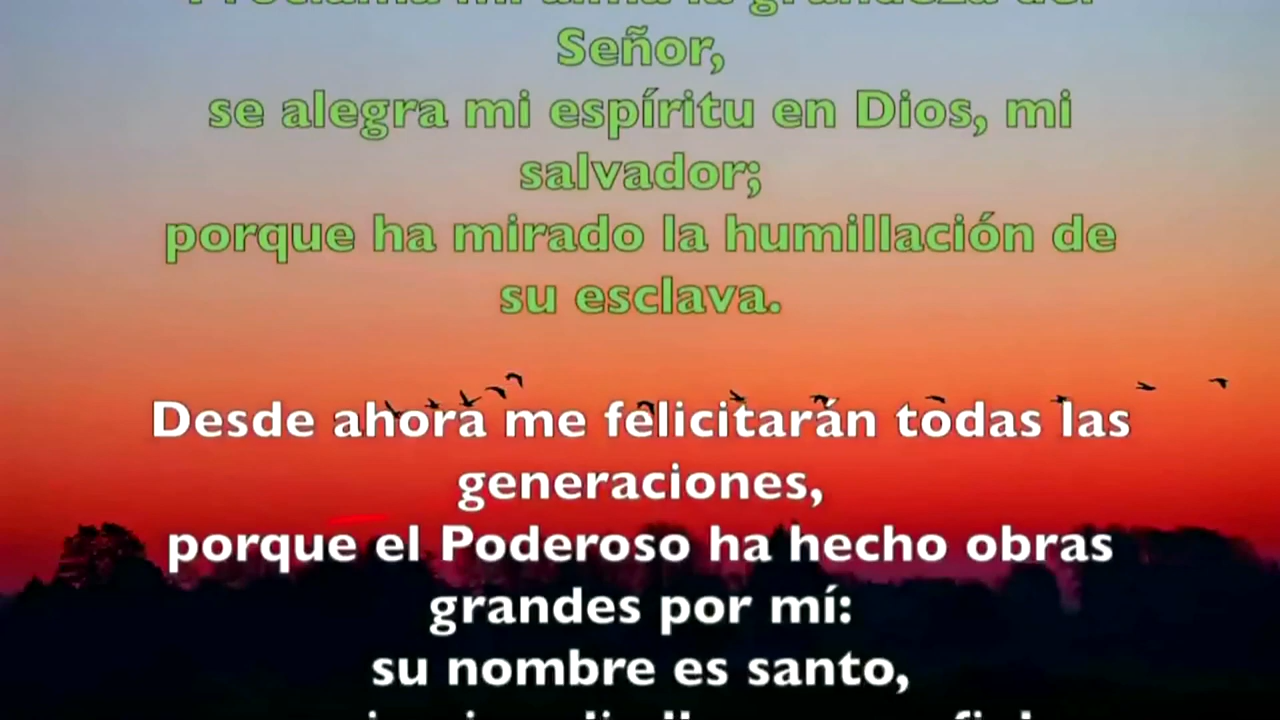 Proclama mi alma la grandeza del
Señor,
se alegra mi espíritu en Dios, mi
salvador;
porque ha mirado la humillación de
su esclava.
Desde ahora me felicitarán todas las
generaciones,
porque el Poderoso ha hecho obras
grandes por mí:
su nombre es santo,